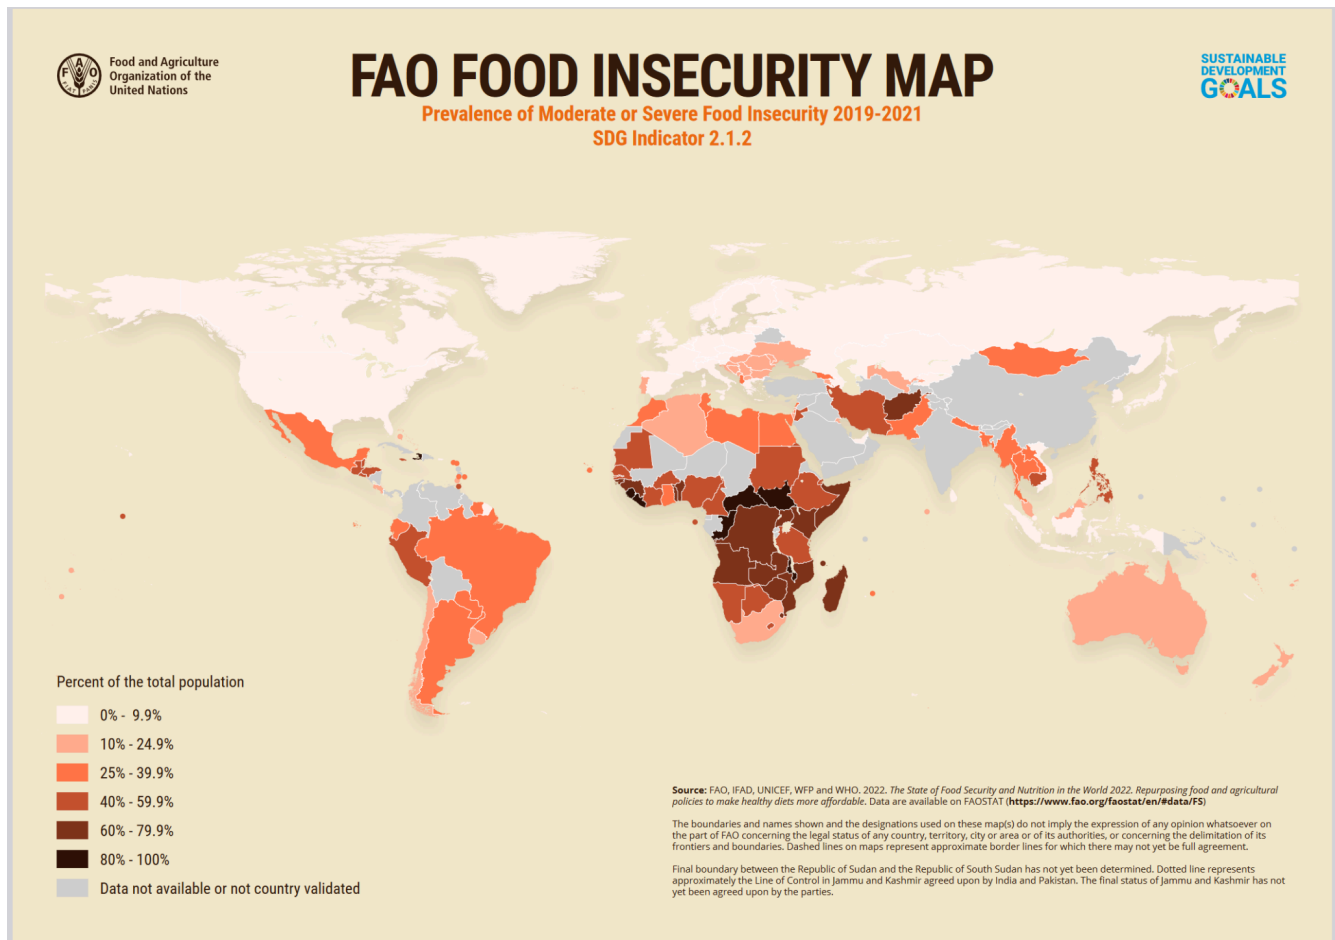 Food and Agriculture
Organization of the
United Nations
FAO
FIAT PANIS
FAO FOOD INSECURITY MAP
Prevalence of Moderate or Severe Food Insecurity 2019-2021
SDG Indicator 2.1.2
SUSTAINABLE
DEVELOPMENT
GOALS
Percent of the total population
0% - 9.9%
10% - 24.9%
25% - 39.9%
40% - 59.9%
60% - 79.9%
80% - 100%
Data not available or not country validated
Source: FAO, IFAD, UNICEF, WFP and WHO. 2022. The State of Food Security and Nutrition in the World 2022. Repurposing food and agricultural
policies to make healthy diets more affordable. Data are available on FAOSTAT (https://www.fao.org/faostat/en/#data/FS)
The boundaries and names shown and the designations used on these map(s) do not imply the expression of any opinion whatsoever on
the part of FAO concerning the legal status of any country, territory, city or area or of its authorities, or concerning the delimitation of its
frontiers and boundaries. Dashed lines on maps represent approximate border lines for which there may not yet be full agreement.
Final boundary between the Republic of Sudan and the Republic of South Sudan has not yet been determined. Dotted line represents
approximately the Line of Control in Jammu and Kashmir agreed upon by India and Pakistan. The final status of Jammu and Kashmir has not
yet been agreed upon by the parties.